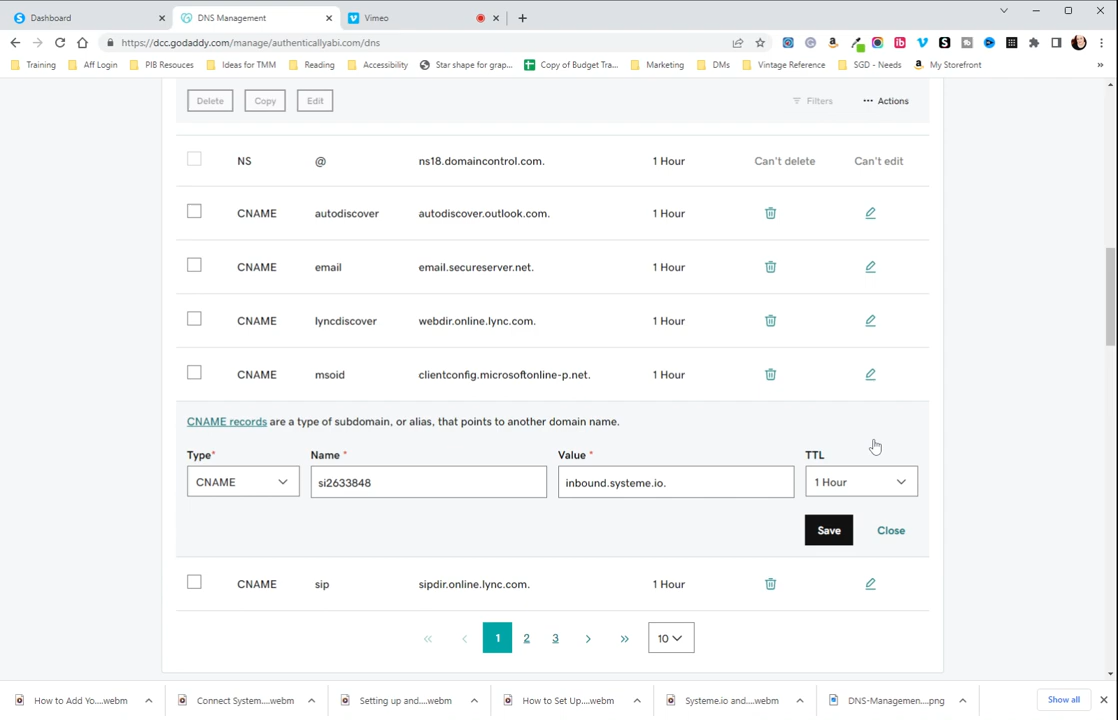 Dashboard
DNS Management
Vimeo
https://dcc.godaddy.com/manage/authenticallyabi.com/dns
Training
Aff Login
PIB Resouces
Ideas for TMM
Reading
Accessibility
Star shape for grap...
Copy of Budget Tra...
Marketing
DMs
Vintage Reference
SGD - Needs
My Storefront
»
Delete
Copy
Edit
Filters
··· Actions
NS @ ns18.domaincontrol.com. 1 Hour Can't delete Can't edit
CNAME autodiscover autodiscover.outlook.com. 1 Hour
CNAME email email.secureserver.net. 1 Hour
CNAME lyncdiscover webdir.online.lync.com. 1 Hour
CNAME msoid clientconfig.microsoftonline-p.net. 1 Hour
CNAME records are a type of subdomain, or alias, that points to another domain name.
Type* Name * Value * TTL
CNAME si2633848 inbound.systeme.io. 1 Hour
Save Close
CNAME sip sipdir.online.lync.com. 1 Hour
« ‹ 1 2 3 › » 10
How to Add Yo....webm
Connect System....webm
Setting up and....webm
How to Set Up....webm
Systeme.io and....webm
DNS-Managemen....png
Show all